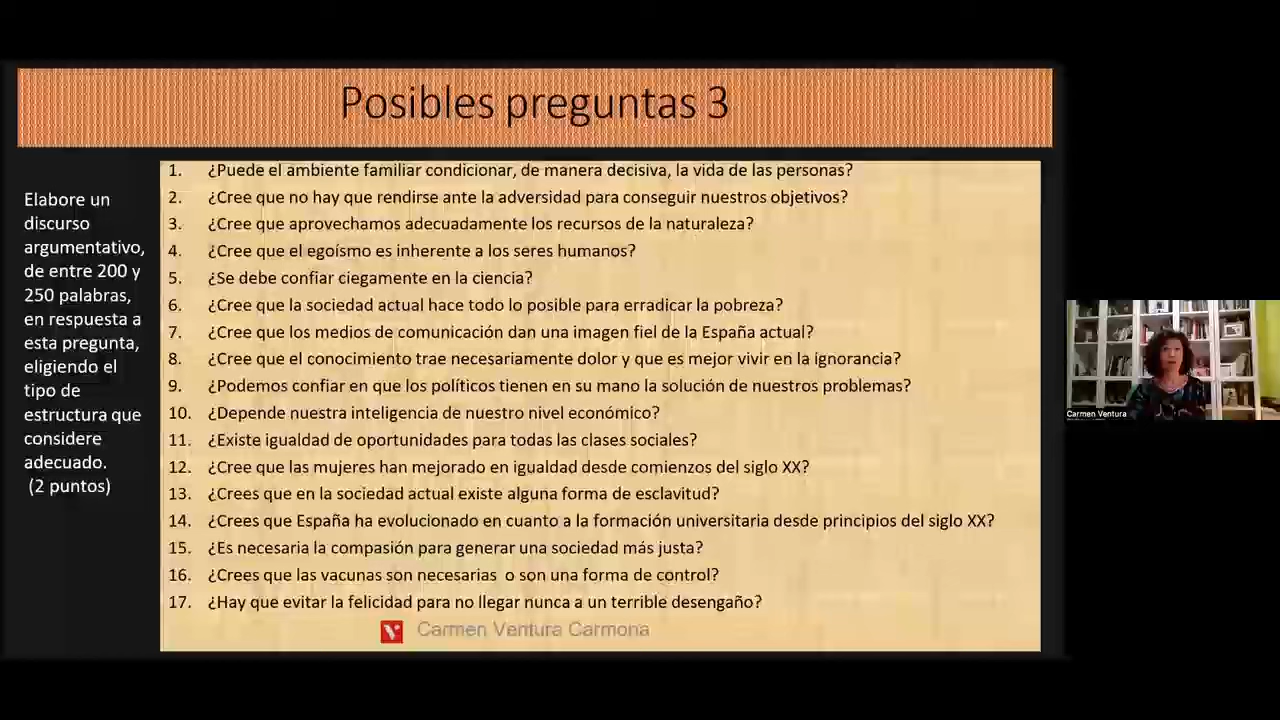 Posibles preguntas 3
Elabore un
discurso
argumentativo,
de entre 200 y
250 palabras,
en respuesta a
esta pregunta,
eligiendo el
tipo de
estructura que
considere
adecuado.
(2 puntos)
1. ¿Puede el ambiente familiar condicionar, de manera decisiva, la vida de las personas?
2. ¿Cree que no hay que rendirse ante la adversidad para conseguir nuestros objetivos?
3. ¿Cree que aprovechamos adecuadamente los recursos de la naturaleza?
4. ¿Cree que el egoísmo es inherente a los seres humanos?
5. ¿Se debe confiar ciegamente en la ciencia?
6. ¿Cree que la sociedad actual hace todo lo posible para erradicar la pobreza?
7. ¿Cree que los medios de comunicación dan una imagen fiel de la España actual?
8. ¿Cree que el conocimiento trae necesariamente dolor y que es mejor vivir en la ignorancia?
9. ¿Podemos confiar en que los políticos tienen en su mano la solución de nuestros problemas?
10. ¿Depende nuestra inteligencia de nuestro nivel económico?
11. ¿Existe igualdad de oportunidades para todas las clases sociales?
12. ¿Cree que las mujeres han mejorado en igualdad desde comienzos del siglo XX?
13. ¿Crees que en la sociedad actual existe alguna forma de esclavitud?
14. ¿Crees que España ha evolucionado en cuanto a la formación universitaria desde principios del siglo XX?
15. ¿Es necesaria la compasión para generar una sociedad más justa?
16. ¿Crees que las vacunas son necesarias o son una forma de control?
17. ¿Hay que evitar la felicidad para no llegar nunca a un terrible desengaño?
Carmen Ventura Carmona
Carmen Ventura